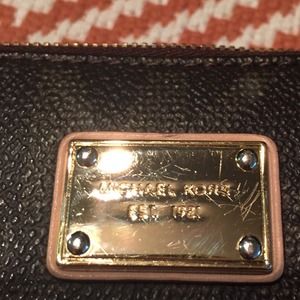 MICHAEL KORS
EST. 1981